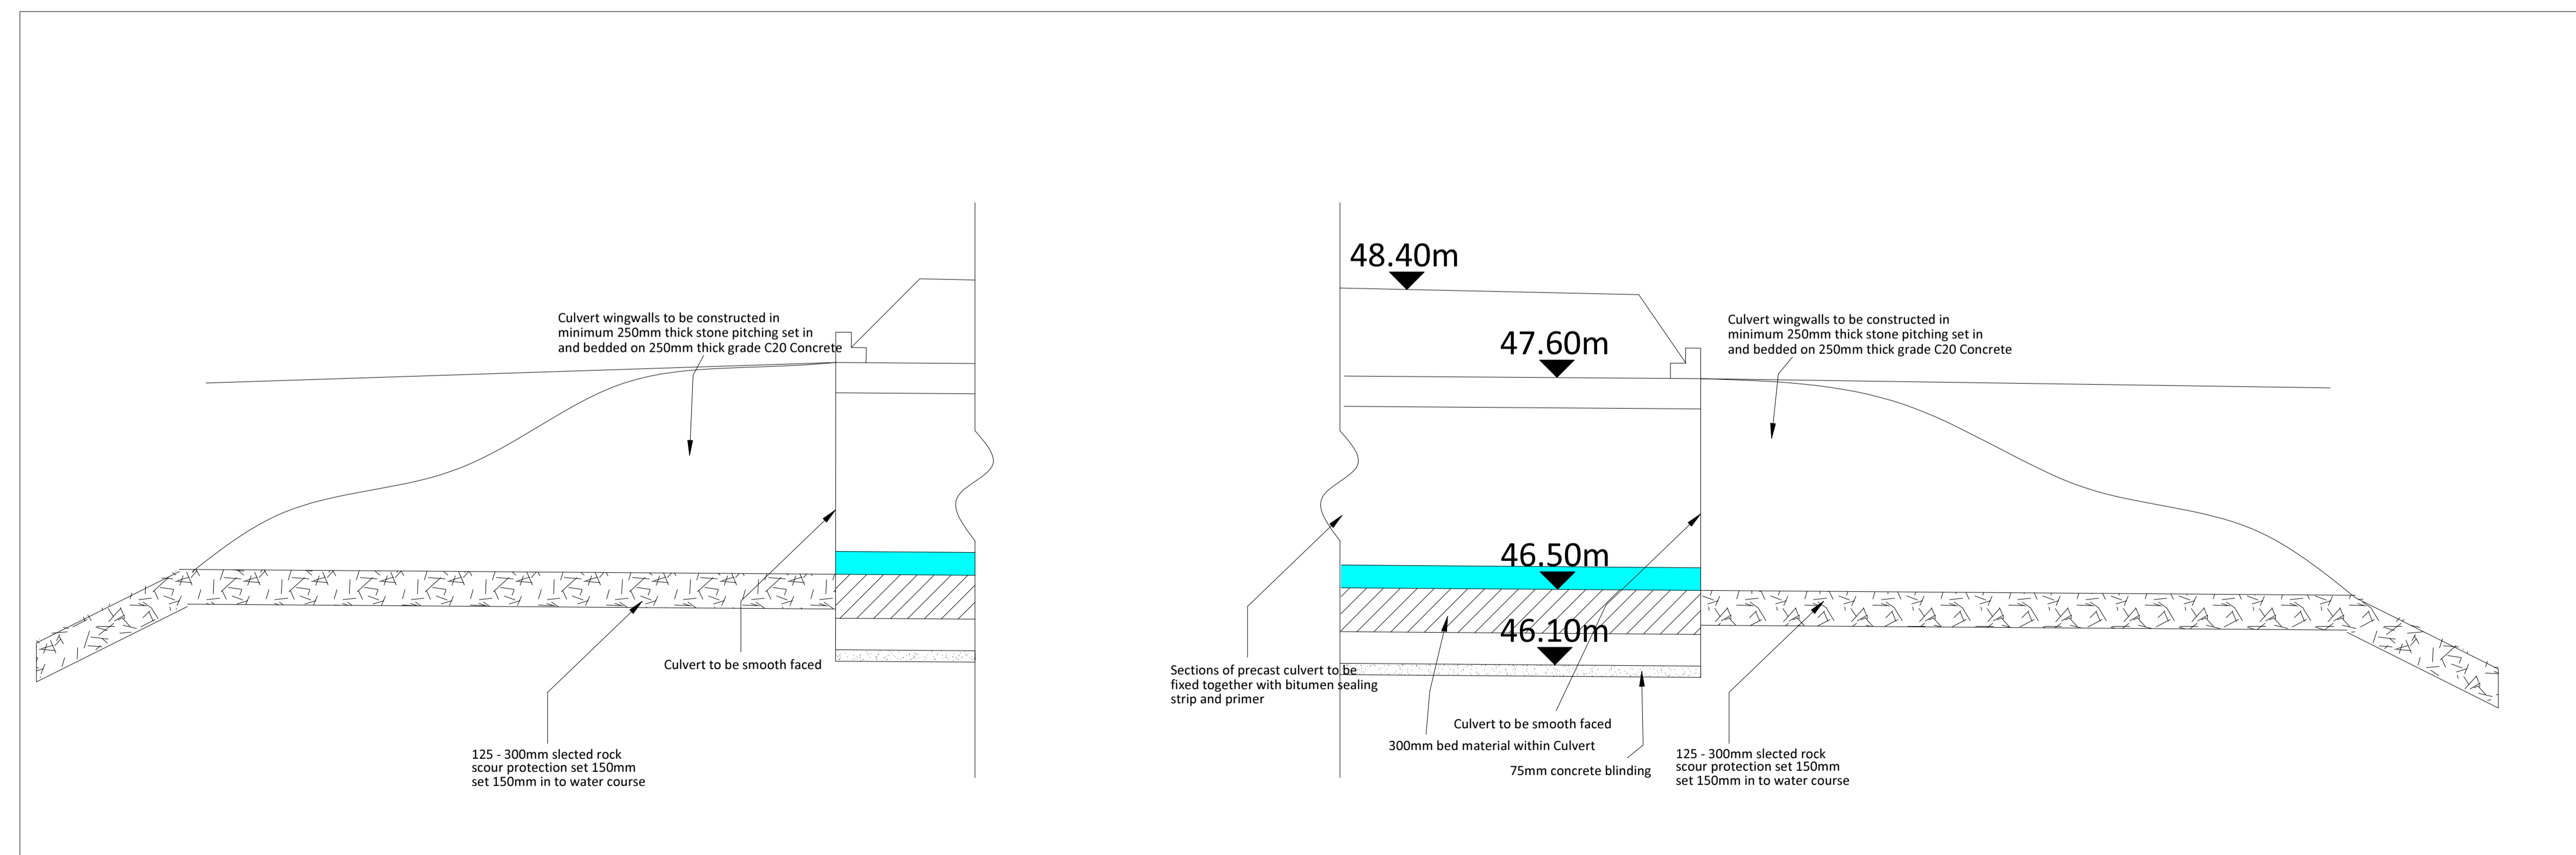 48.40m
Culvert wingwalls to be constructed in
minimum 250mm thick stone pitching set in
and bedded on 250mm thick grade C20 Concrete
Culvert wingwalls to be constructed in
minimum 250mm thick stone pitching set in
and bedded on 250mm thick grade C20 Concrete
47.60m
46.50m
46.10m
Culvert to be smooth faced
Sections of precast culvert to be
fixed together with bitumen sealing
strip and primer
Culvert to be smooth faced
300mm bed material within Culvert
75mm concrete blinding
125 - 300mm slected rock
scour protection set 150mm
set 150mm in to water course
125 - 300mm slected rock
scour protection set 150mm
set 150mm in to water course